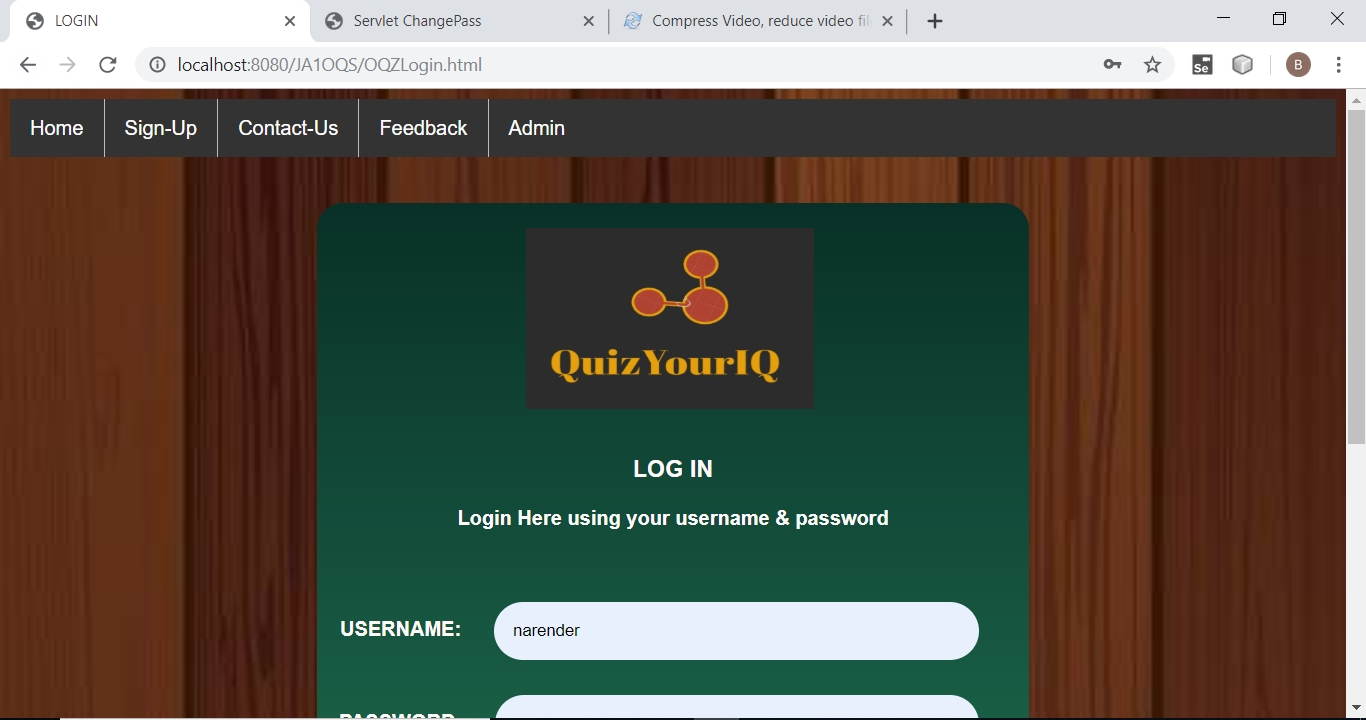 LOGIN
Servlet ChangePass
Compress Video, reduce video fil
localhost:8080/JA1OQS/OQZLogin.html
Se
B
Home
Sign-Up
Contact-Us
Feedback
Admin
QuizYourIQ
LOG IN
Login Here using your username & password
USERNAME:
narender
PASSWORD